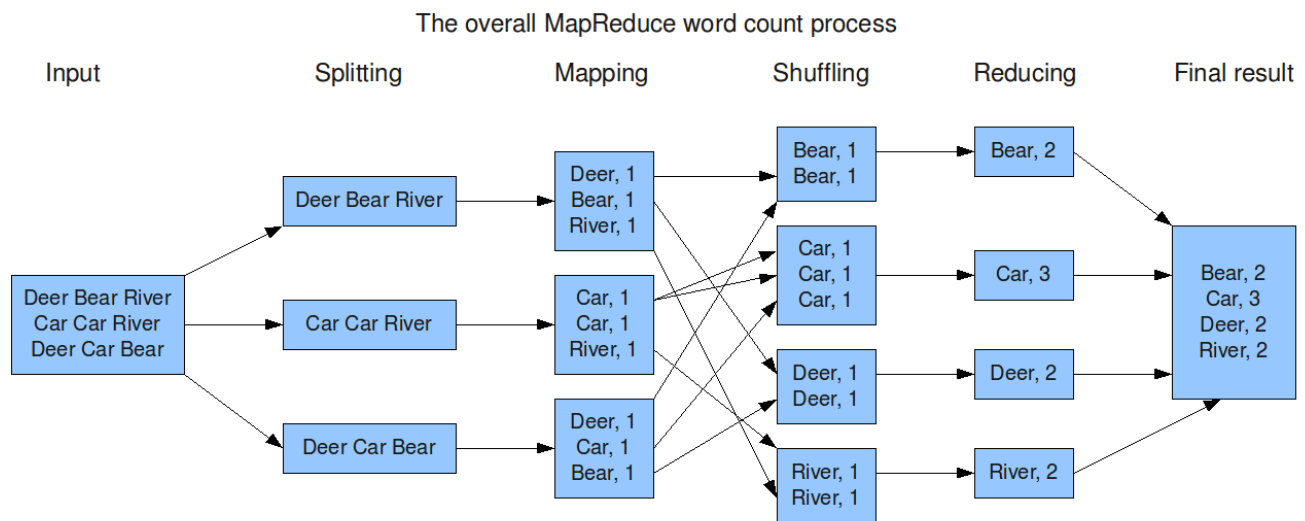 The overall MapReduce word count process
Input
Splitting
Mapping
Shuffling
Reducing
Final result
Deer Bear River
Car Car River
Deer Car Bear
Deer Bear River
Car Car River
Deer Car Bear
Deer, 1
Bear, 1
River, 1
Car, 1
Car, 1
River, 1
Deer, 1
Car, 1
Bear, 1
Bear, 1
Bear, 1
Car, 1
Car, 1
Car, 1
Deer, 1
Deer, 1
River, 1
River, 1
Bear, 2
Car, 3
Deer, 2
River, 2
Bear, 2
Car, 3
Deer, 2
River, 2